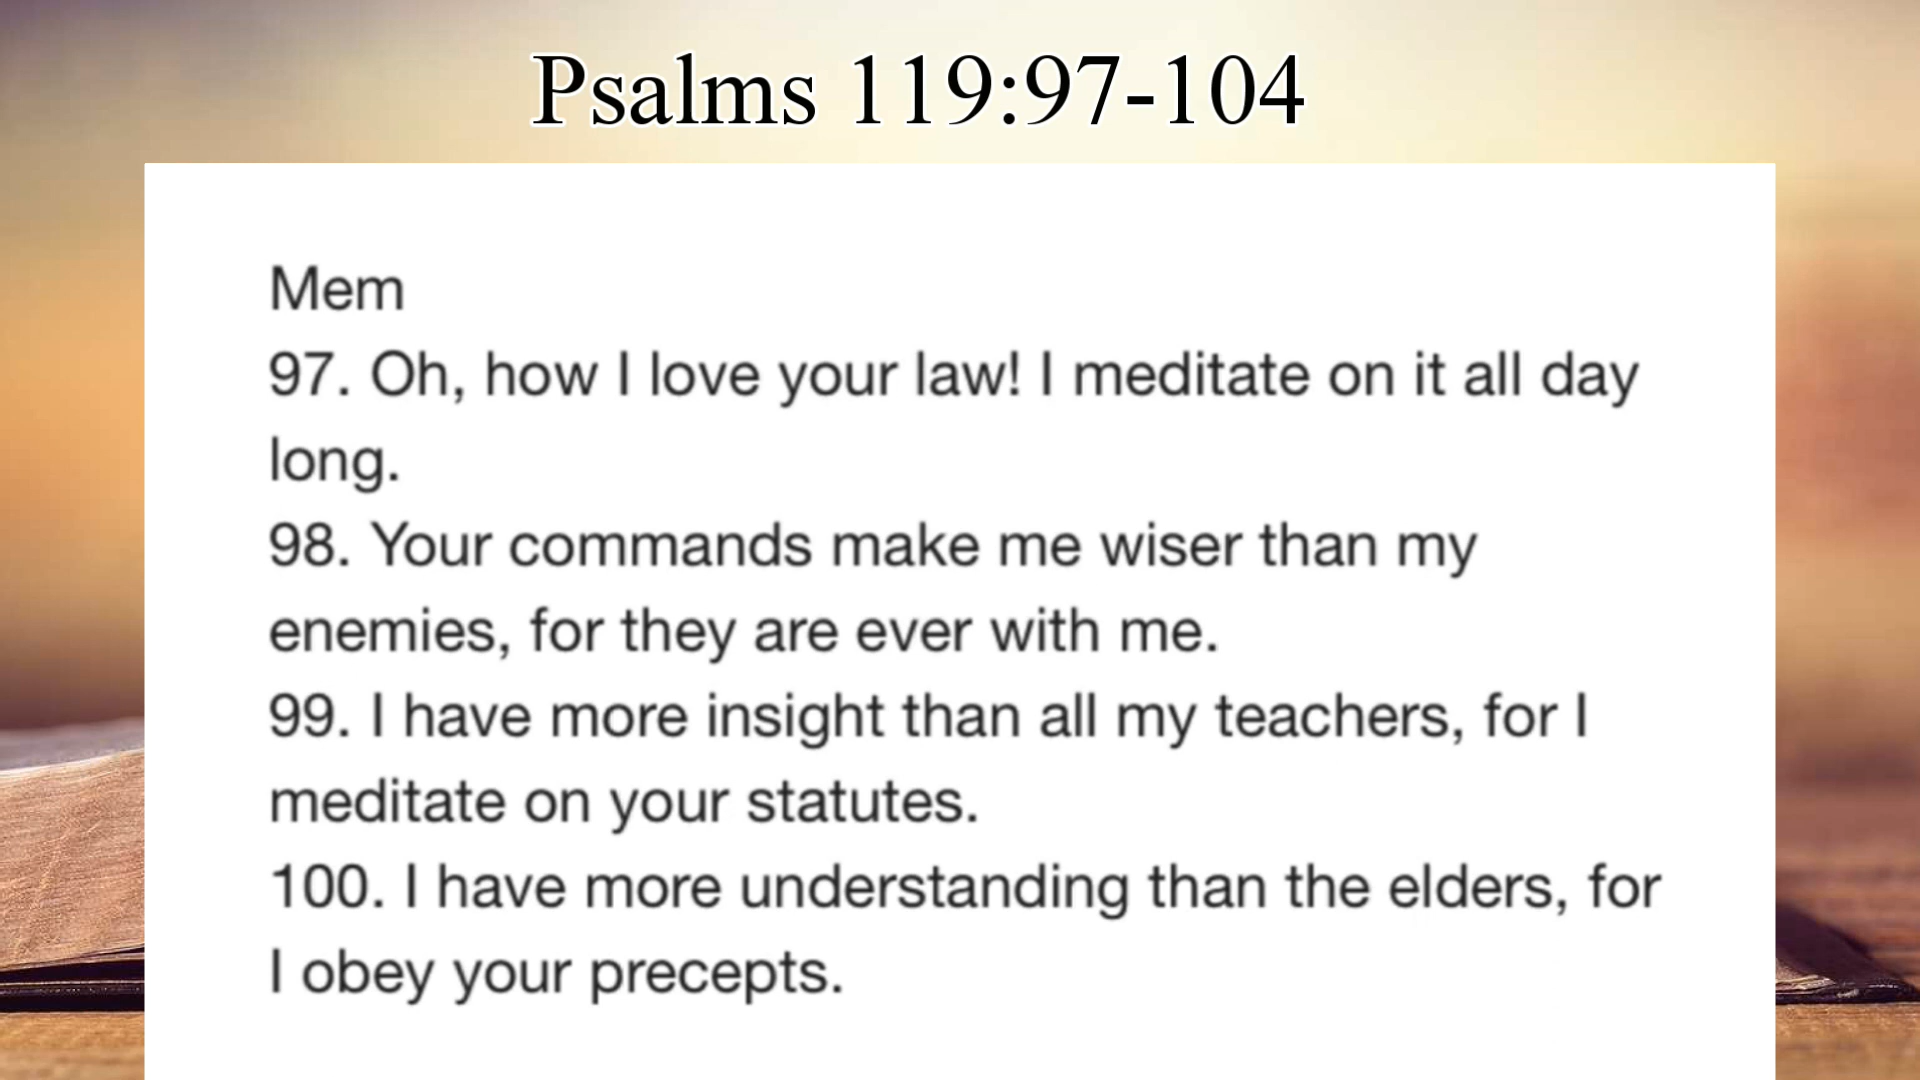 Psalms 119:97-104
Mem
97. Oh, how I love your law! I meditate on it all day
long.
98. Your commands make me wiser than my
enemies, for they are ever with me.
99. I have more insight than all my teachers, for I
meditate on your statutes.
100. I have more understanding than the elders, for
I obey your precepts.